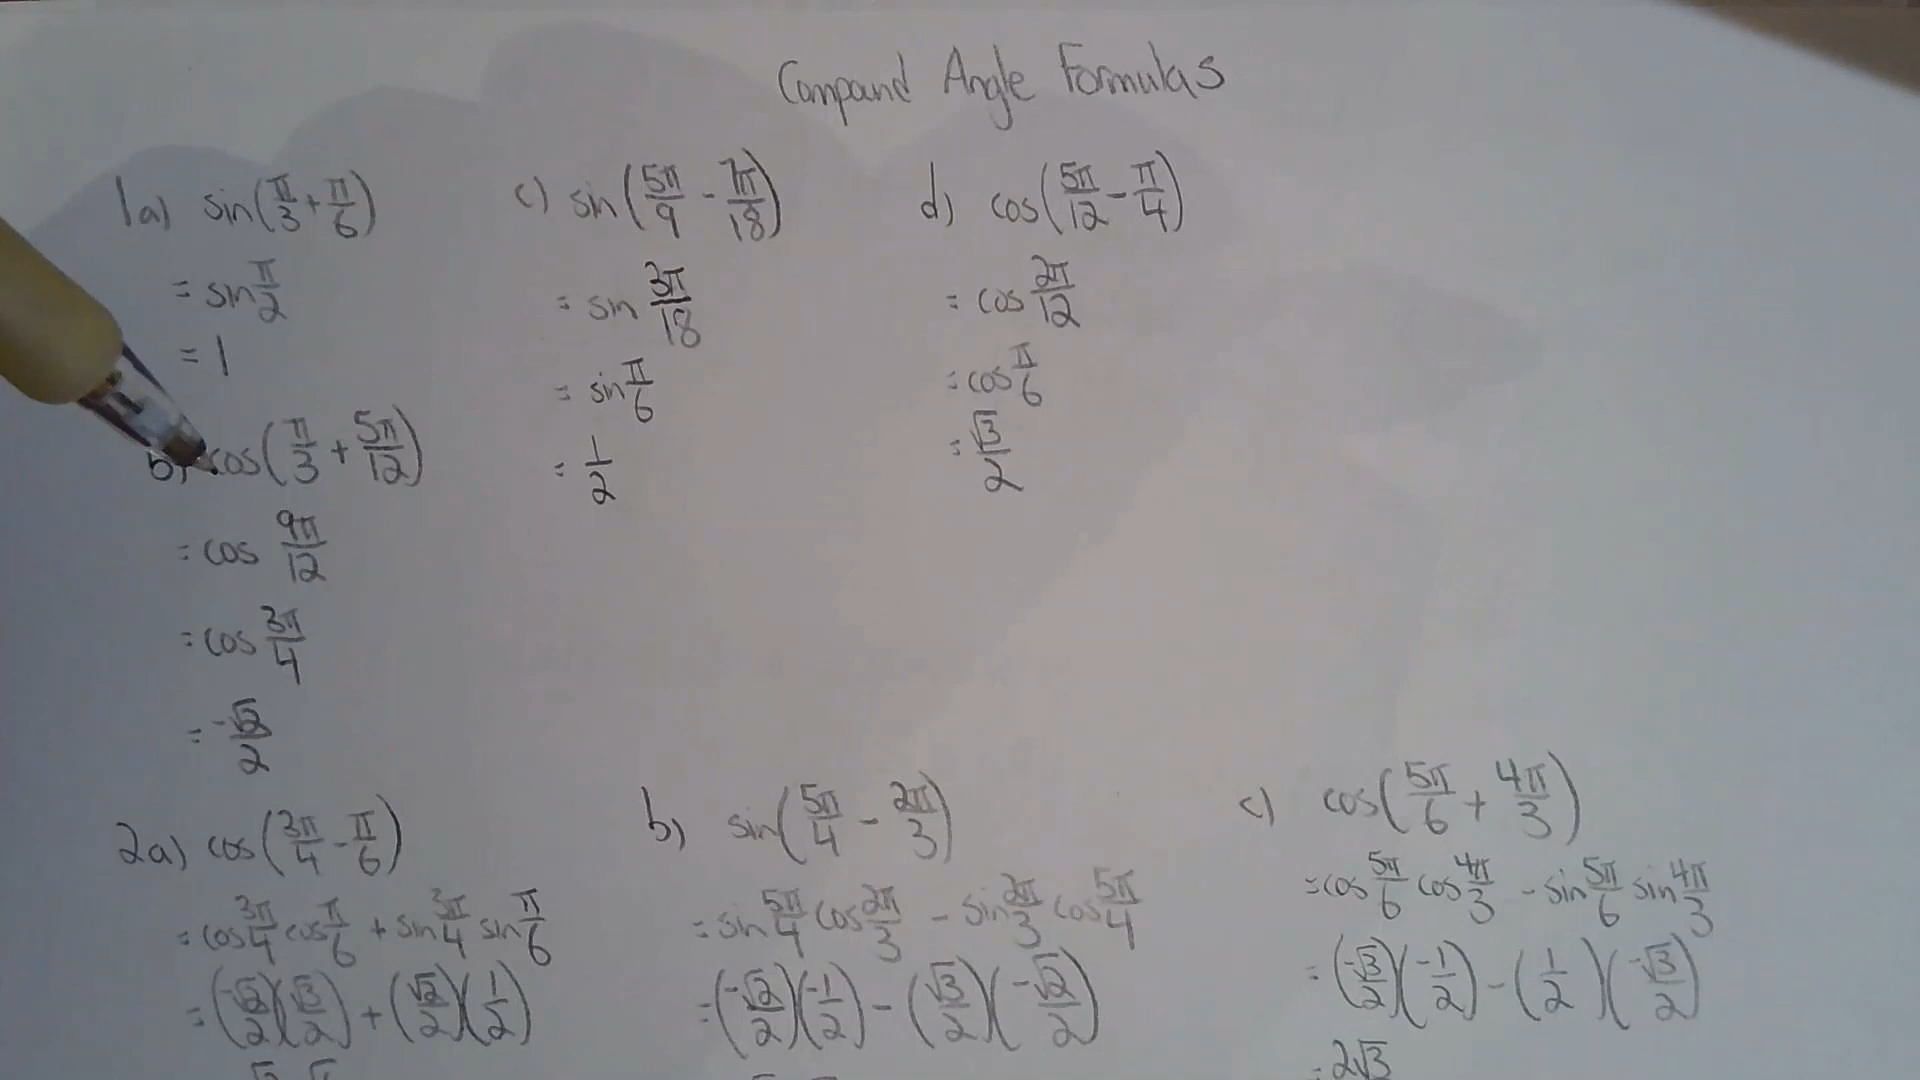 Compound Angle Formulas
1a) sin(π/3 + π/6)
= sin π/2
= 1
b) cos(π/3 + 5π/12)
= cos 9π/12
= cos 3π/4
= -√2/2
c) sin(5π/9 - 7π/18)
= sin 3π/18
= sin π/6
= 1/2
d) cos(5π/12 - π/4)
= cos 2π/12
= cos π/6
= √3/2
2a) cos(3π/4 - π/6)
= cos 3π/4 cos π/6 + sin 3π/4 sin π/6
= (-√2/2)(√3/2) + (√2/2)(1/2)
b) sin(5π/4 - 2π/3)
= sin 5π/4 cos 2π/3 - sin 2π/3 cos 5π/4
= (-√2/2)(-1/2) - (√3/2)(-√2/2)
c) cos(5π/6 + 4π/3)
= cos 5π/6 cos 4π/3 - sin 5π/6 sin 4π/3
= (-√3/2)(-1/2) - (1/2)(-√3/2)
= 2√3